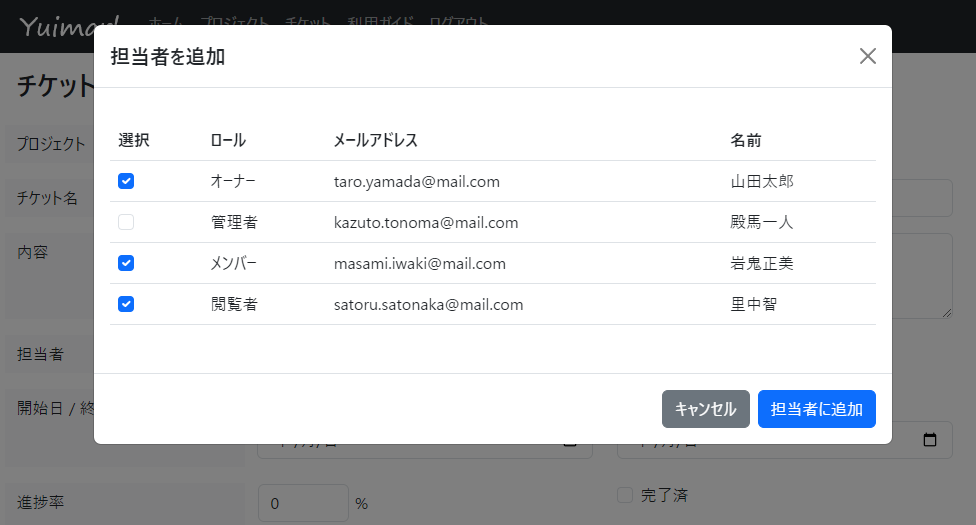 ホーム プロジェクト チケット 利用ガイド ログアウト
担当者を追加
チケット
プロジェクト
チケット名
内容
担当者
開始日 / 終
進捗率
0 %
完了済
選択 ロール メールアドレス 名前
オーナー taro.yamada@mail.com 山田太郎
管理者 kazuto.tonoma@mail.com 殿馬一人
メンバー masami.iwaki@mail.com 岩鬼正美
閲覧者 satoru.satonaka@mail.com 里中智
キャンセル 担当者に追加